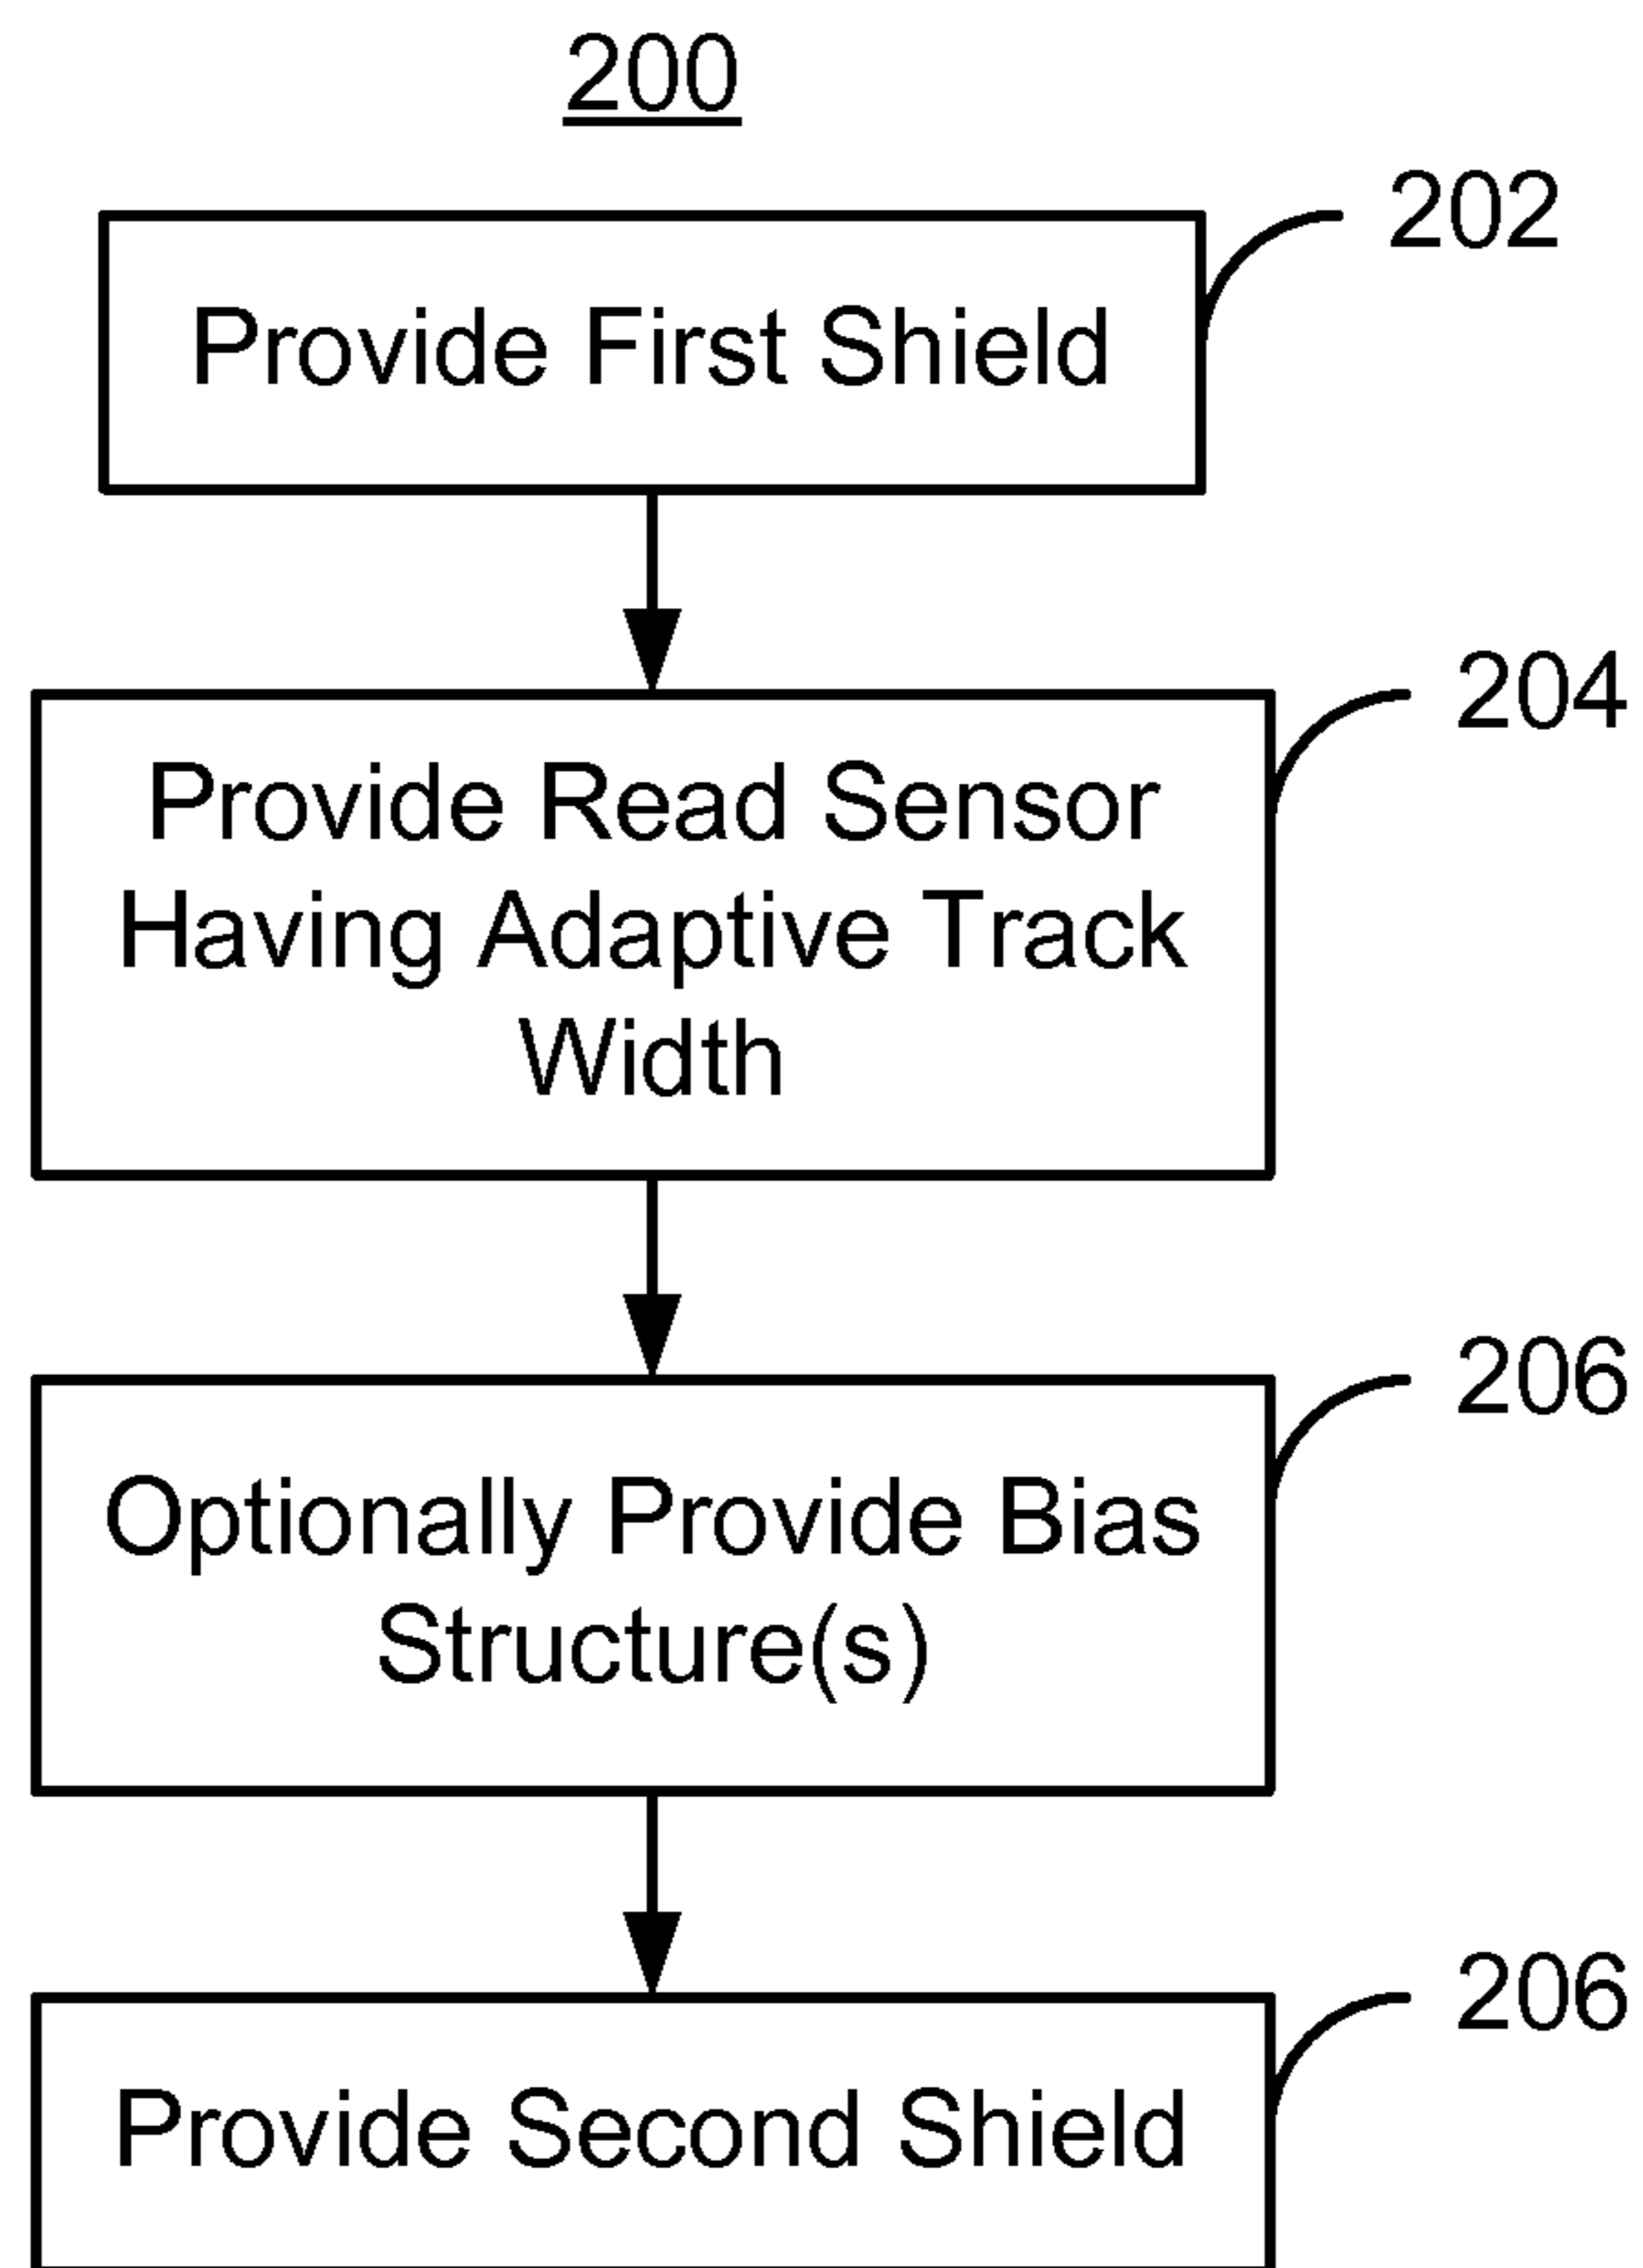 200
202
Provide First Shield
204
Provide Read Sensor
Having Adaptive Track
Width
206
Optionally Provide Bias
Structure(s)
206
Provide Second Shield